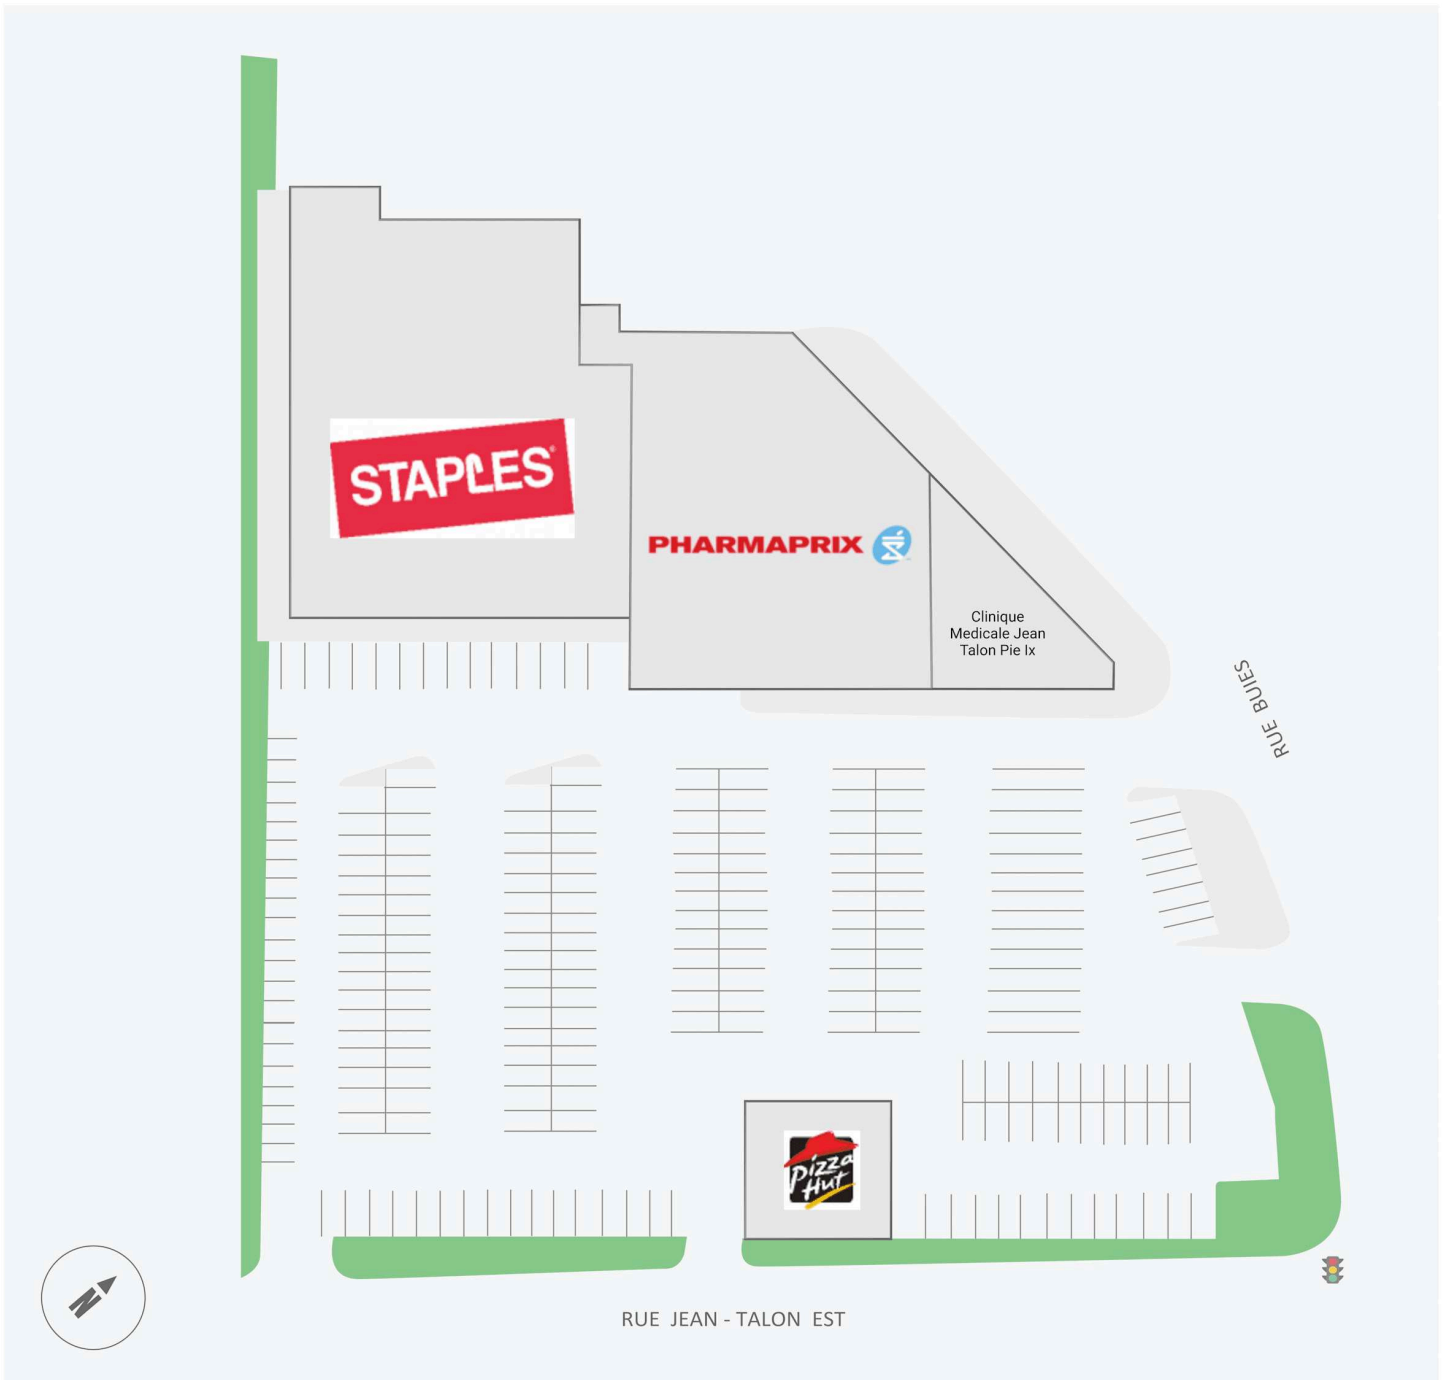 STAPLES
PHARMAPRIX
Clinique
Medicale Jean
Talon Pie Ix
RUE BUIES
Pizza
Hut
N
RUE JEAN - TALON EST